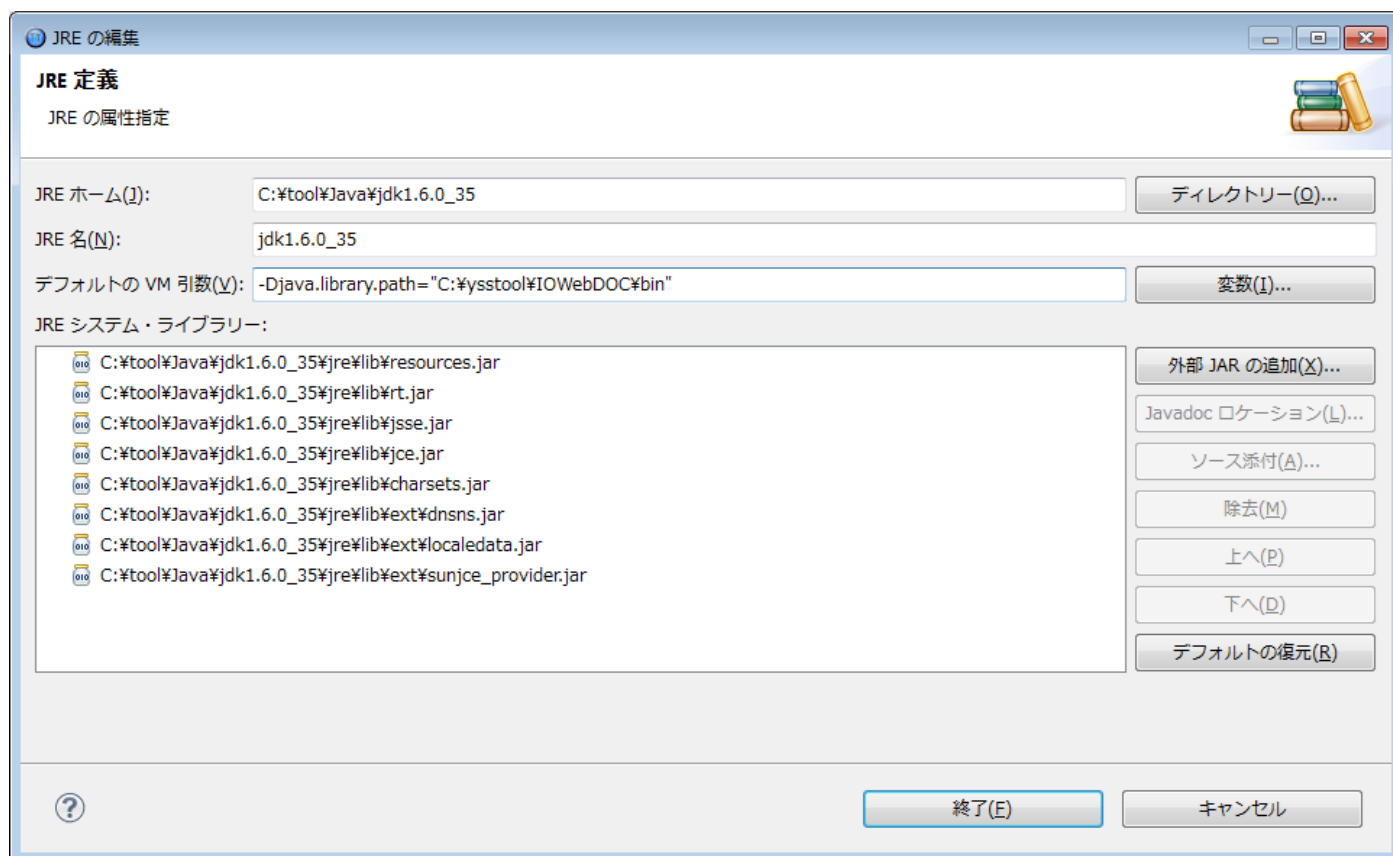 JRE の編集
JRE 定義
JRE の属性指定
JRE ホーム(J): C:¥tool¥Java¥jdk1.6.0_35 ディレクトリー(O)...
JRE 名(N): jdk1.6.0_35
デフォルトの VM 引数(V): -Djava.library.path="C:¥ysstool¥IOWebDOC¥bin" 変数(I)...
JRE システム・ライブラリー:
C:¥tool¥Java¥jdk1.6.0_35¥jre¥lib¥resources.jar
C:¥tool¥Java¥jdk1.6.0_35¥jre¥lib¥rt.jar
C:¥tool¥Java¥jdk1.6.0_35¥jre¥lib¥jsse.jar
C:¥tool¥Java¥jdk1.6.0_35¥jre¥lib¥jce.jar
C:¥tool¥Java¥jdk1.6.0_35¥jre¥lib¥charsets.jar
C:¥tool¥Java¥jdk1.6.0_35¥jre¥lib¥ext¥dnsns.jar
C:¥tool¥Java¥jdk1.6.0_35¥jre¥lib¥ext¥localedata.jar
C:¥tool¥Java¥jdk1.6.0_35¥jre¥lib¥ext¥sunjce_provider.jar
外部 JAR の追加(X)...
Javadoc ロケーション(L)...
ソース添付(A)...
除去(M)
上へ(P)
下へ(D)
デフォルトの復元(R)
終了(F) キャンセル